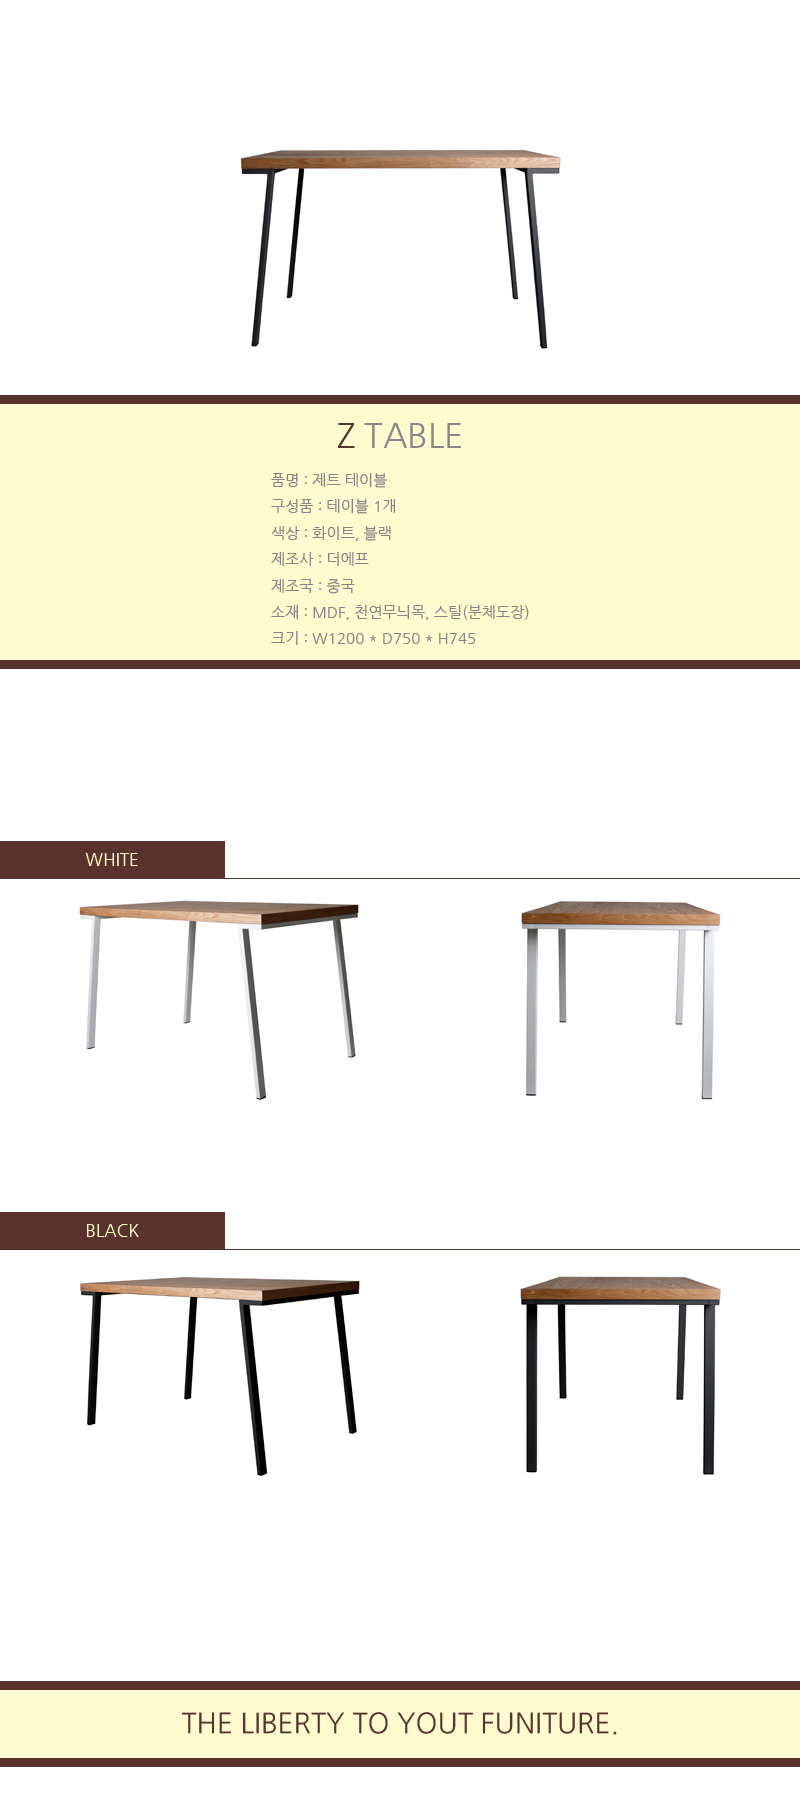 Z TABLE
품명 : 제트 테이블
구성품 : 테이블 1개
색상 : 화이트, 블랙
제조사 : 더에프
제조국 : 중국
소재 : MDF, 천연무늬목, 스틸(분체도장)
크기 : W1200 * D750 * H745
WHITE
BLACK
THE LIBERTY TO YOUT FUNITURE.